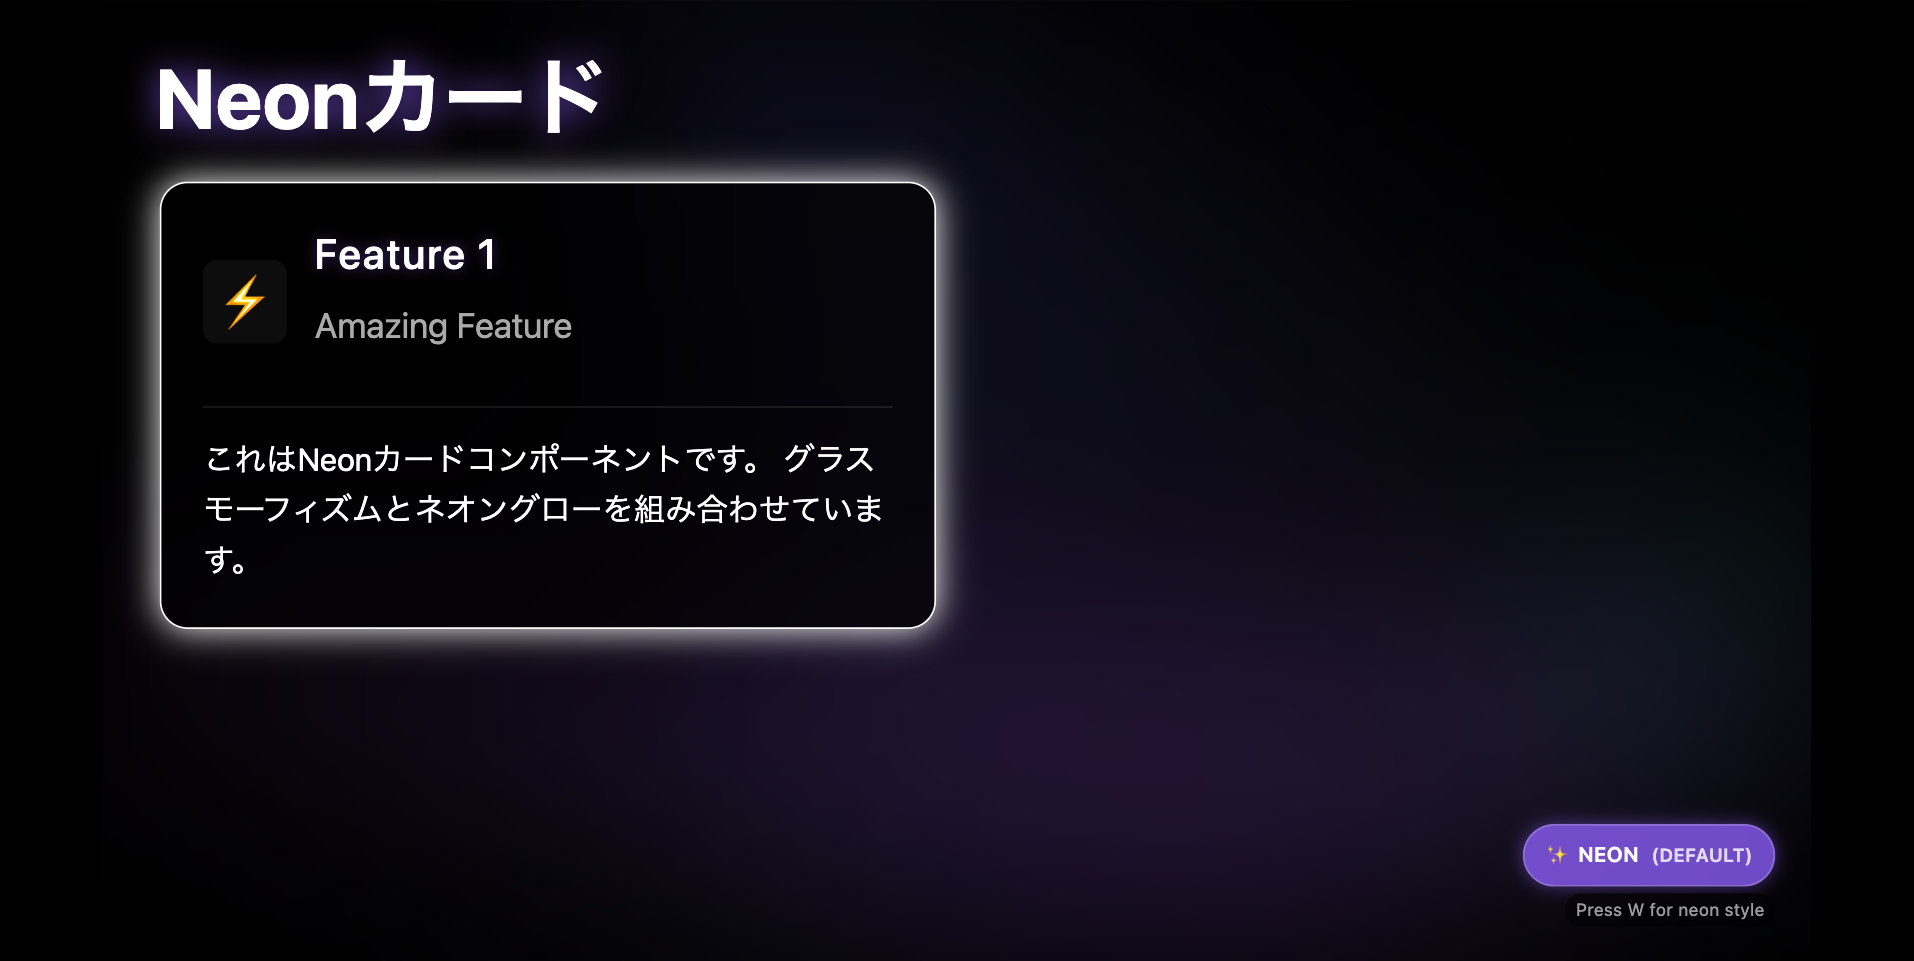 Neonカード
Feature 1
Amazing Feature
これはNeonカードコンポーネントです。 グラス
モーフィズムとネオングローを組み合わせていま
す。
✨ NEON (DEFAULT)
Press W for neon style